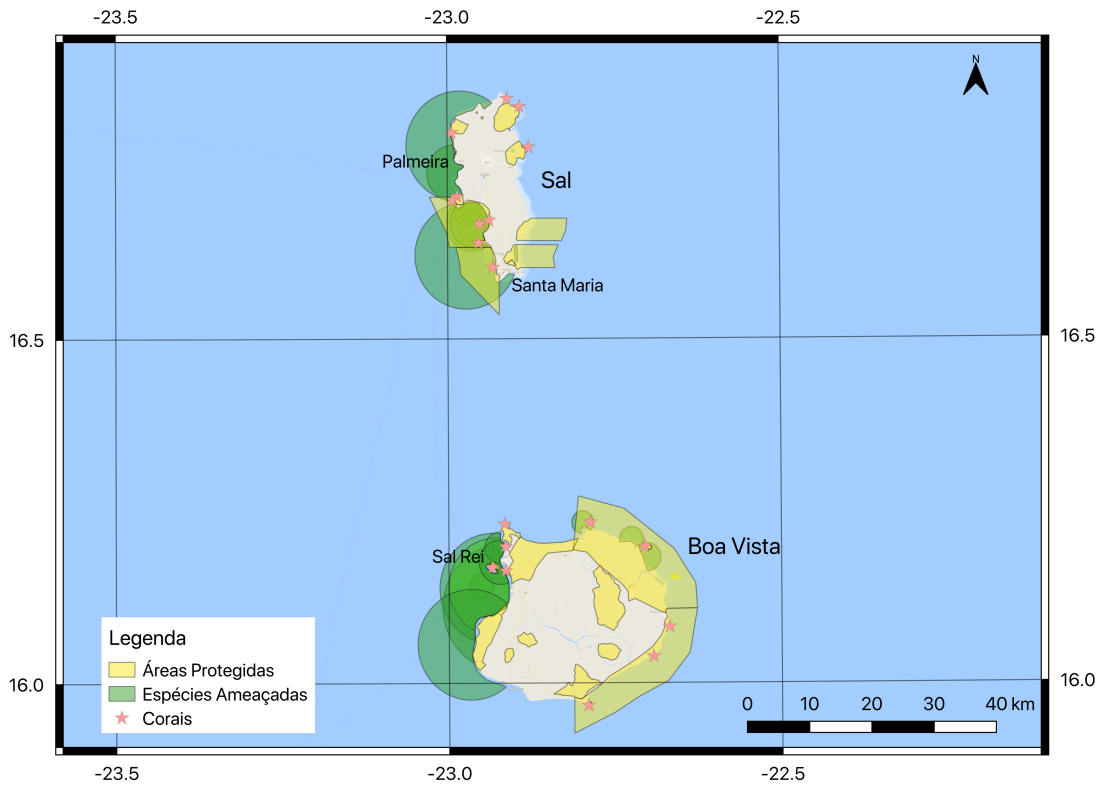 -23.5 -23.0 -22.5
N
Palmeira
Sal
Santa Maria
16.5 16.5
Sal Rei
Boa Vista
Legenda
Áreas Protegidas
Espécies Ameaçadas
Corais
16.0 16.0
0 10 20 30 40 km
-23.5 -23.0 -22.5